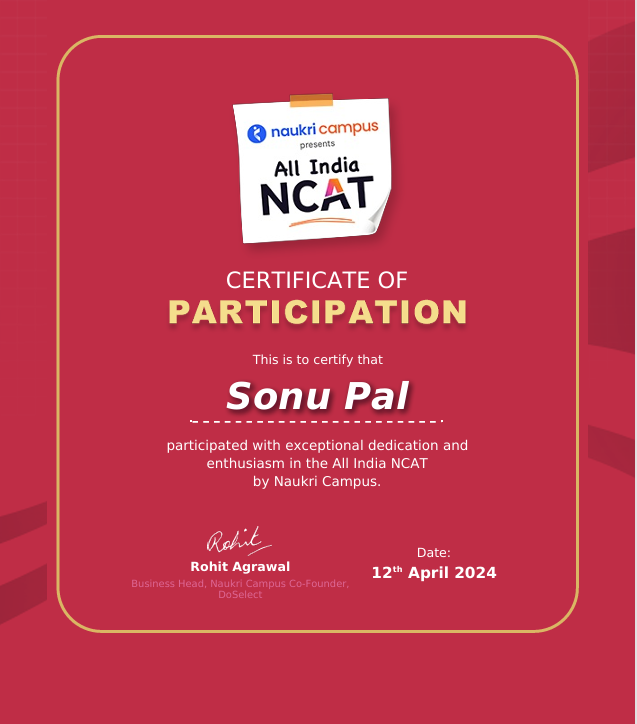 naukri campus
presents
All India
NCAT
CERTIFICATE OF
PARTICIPATION
This is to certify that
Sonu Pal
participated with exceptional dedication and
enthusiasm in the All India NCAT
by Naukri Campus.
Rohit
Rohit Agrawal
Business Head, Naukri Campus Co-Founder,
DoSelect
Date:
12th April 2024